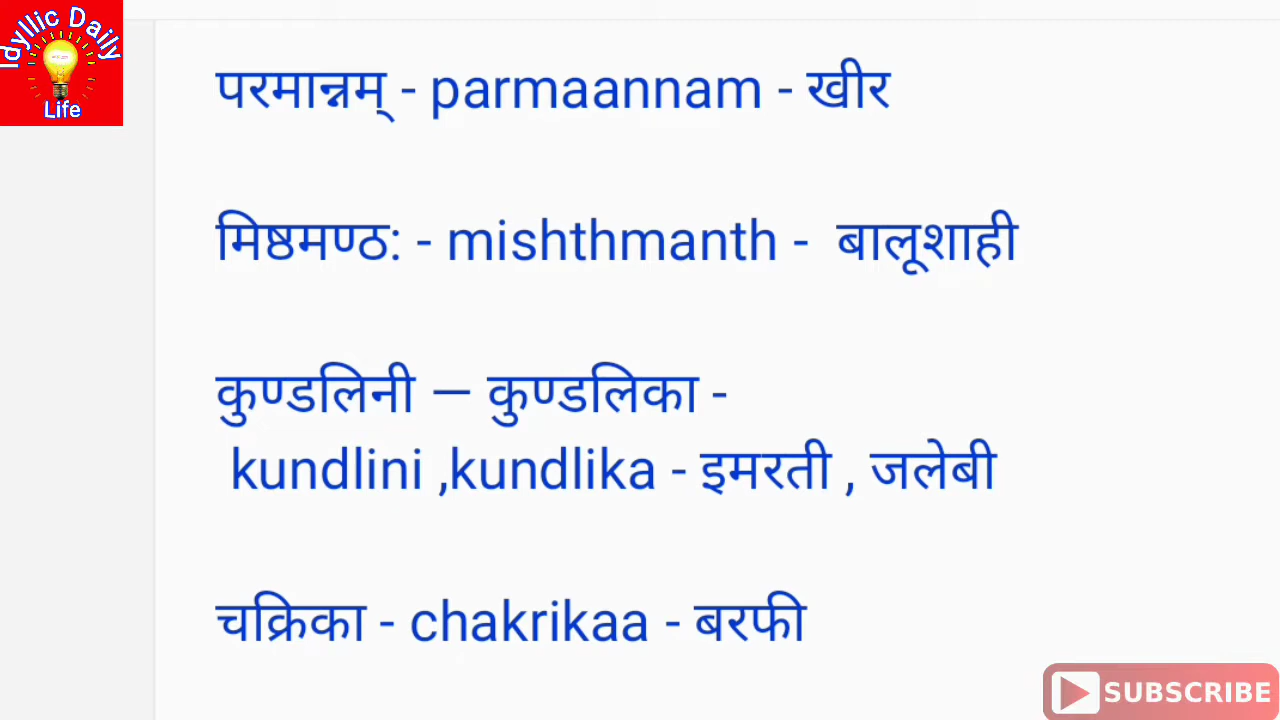 Idyllic Daily
Life
परमान्नम् - parmaannam - खीर
मिष्ठमण्ठ: - mishthmanth - बालूशाही
कुण्डलिनी — कुण्डलिका -
kundlini ,kundlika - इमरती , जलेबी
चक्रिका - chakrikaa - बरफी
SUBSCRIBE